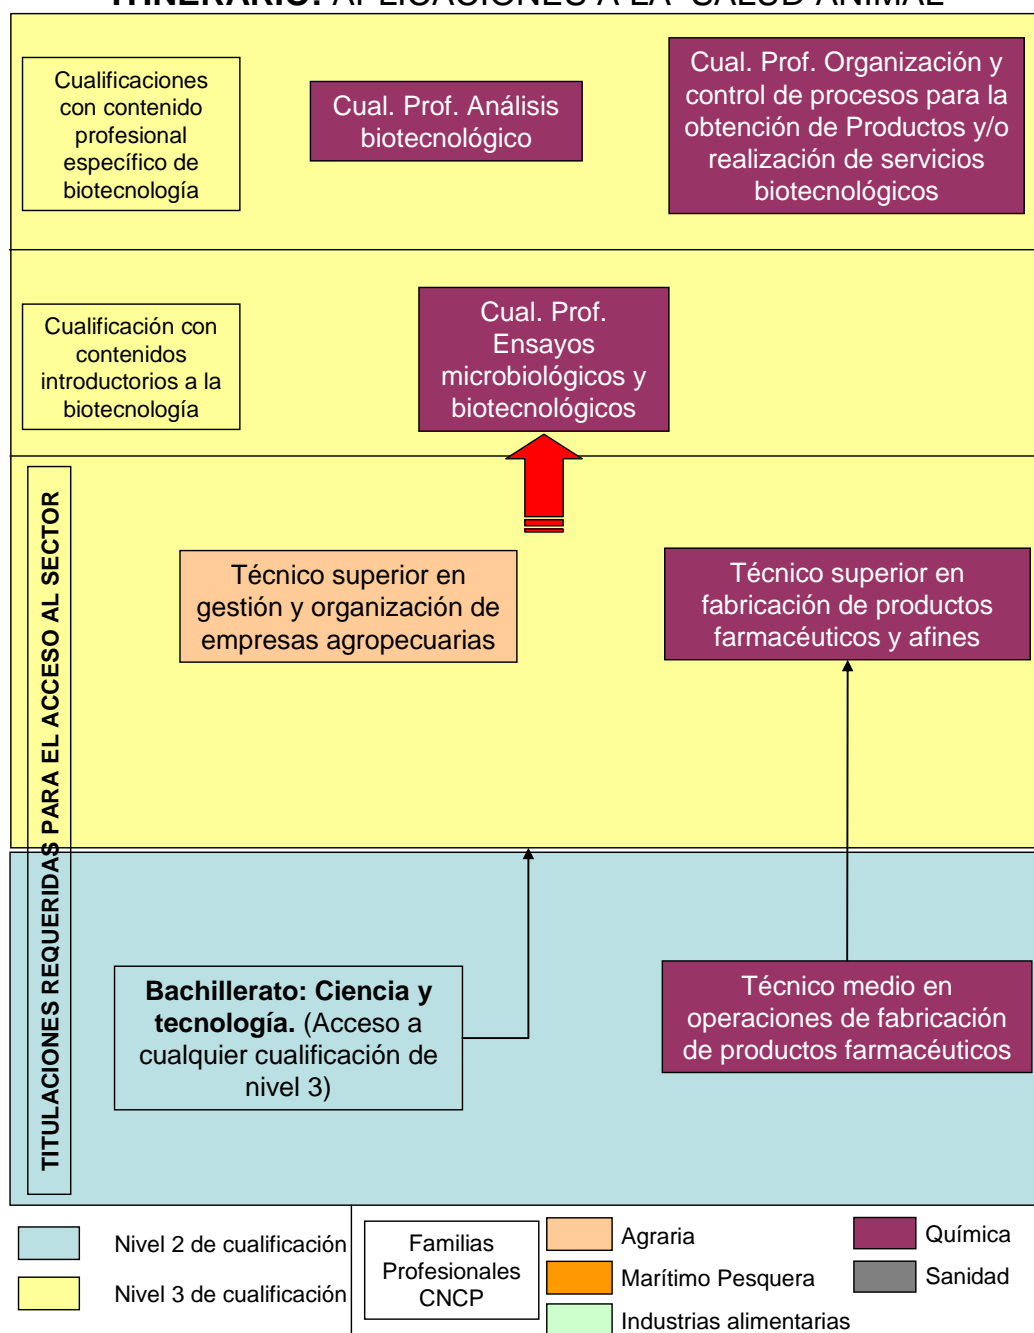 ITINERARIO: APLICACIONES A LA SALUD ANIMAL
Cualificaciones
con contenido
profesional
específico de
biotecnología
Cual. Prof. Análisis
biotecnológico
Cual. Prof. Organización y
control de procesos para la
obtención de Productos y/o
realización de servicios
biotecnológicos
Cualificación con
contenidos
introductorios a la
biotecnología
Cual. Prof.
Ensayos
microbiológicos y
biotecnológicos
TITULACIONES REQUERIDAS PARA EL ACCESO AL SECTOR
Técnico superior en
gestión y organización de
empresas agropecuarias
Técnico superior en
fabricación de productos
farmacéuticos y afines
Bachillerato: Ciencia y
tecnología. (Acceso a
cualquier cualificación de
nivel 3)
Técnico medio en
operaciones de fabricación
de productos farmacéuticos
Nivel 2 de cualificación
Nivel 3 de cualificación
Familias
Profesionales
CNCP
Agraria
Marítimo Pesquera
Industrias alimentarias
Química
Sanidad